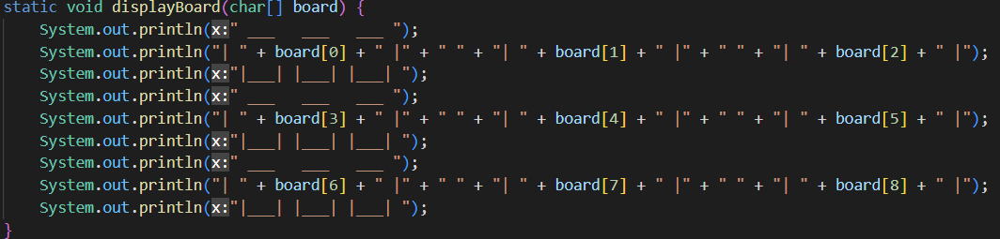 static void displayBoard(char[] board) {
    System.out.println(x:" ___   ___   ___ ");
    System.out.println("| " + board[0] + " |" + " " + "| " + board[1] + " |" + " " + "| " + board[2] + " |");
    System.out.println(x:"|___| |___| |___| ");
    System.out.println(x:" ___   ___   ___ ");
    System.out.println("| " + board[3] + " |" + " " + "| " + board[4] + " |" + " " + "| " + board[5] + " |");
    System.out.println(x:"|___| |___| |___| ");
    System.out.println(x:" ___   ___   ___ ");
    System.out.println("| " + board[6] + " |" + " " + "| " + board[7] + " |" + " " + "| " + board[8] + " |");
    System.out.println(x:"|___| |___| |___| ");
}